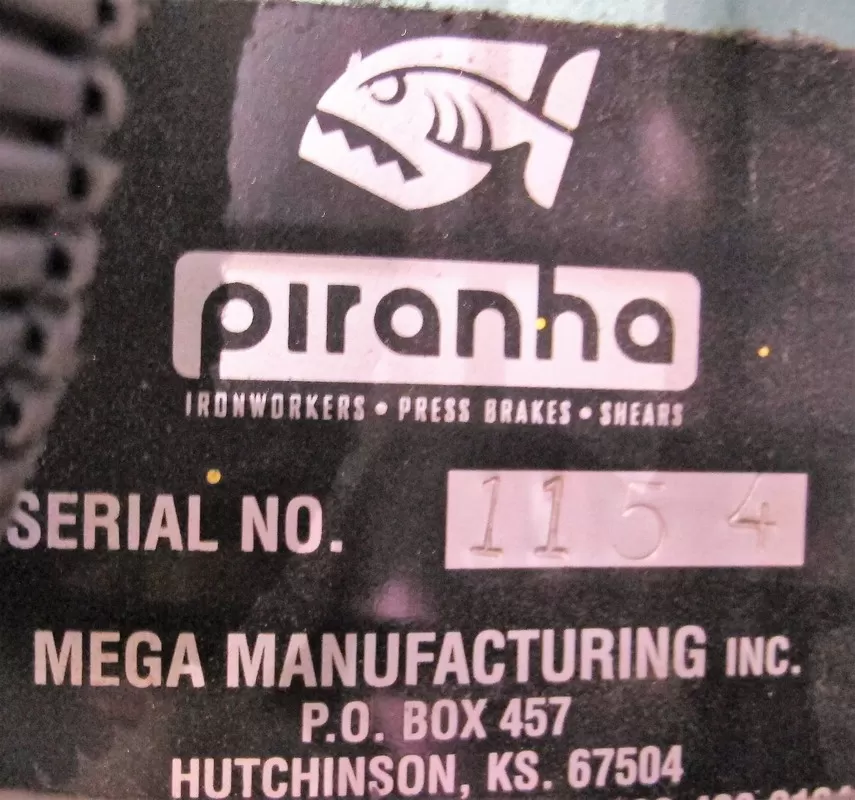 piranha
IRONWORKERS • PRESS BRAKES • SHEARS
SERIAL NO. 1154
MEGA MANUFACTURING INC.
P.O. BOX 457
HUTCHINSON, KS. 67504